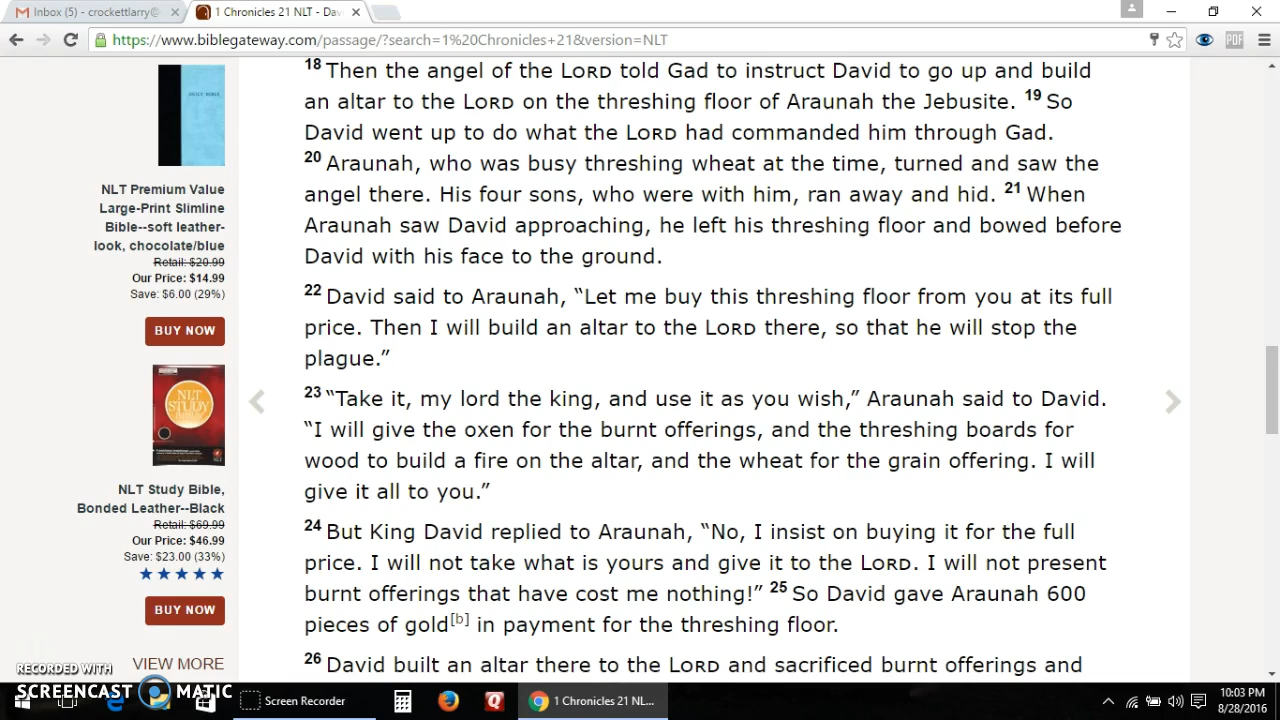 Inbox (5) - crockettlarry@
1 Chronicles 21 NLT - Dav
https://www.biblegateway.com/passage/?search=1%20Chronicles+21&version=NLT
PDF
DAILY BIBLE
NLT Premium Value
Large-Print Slimline
Bible--soft leather-
look, chocolate/blue
Retail: $20.99
Our Price: $14.99
Save: $6.00 (29%)
BUY NOW
NLT
STUDY
BIBLE
NLT Study Bible,
Bonded Leather--Black
Retail: $69.99
Our Price: $46.99
Save: $23.00 (33%)
BUY NOW
VIEW MORE
18 Then the angel of the LORD told Gad to instruct David to go up and build
an altar to the LORD on the threshing floor of Araunah the Jebusite. 19 So
David went up to do what the LORD had commanded him through Gad.
20 Araunah, who was busy threshing wheat at the time, turned and saw the
angel there. His four sons, who were with him, ran away and hid. 21 When
Araunah saw David approaching, he left his threshing floor and bowed before
David with his face to the ground.
22 David said to Araunah, “Let me buy this threshing floor from you at its full
price. Then I will build an altar to the LORD there, so that he will stop the
plague.”
23 “Take it, my lord the king, and use it as you wish,” Araunah said to David.
“I will give the oxen for the burnt offerings, and the threshing boards for
wood to build a fire on the altar, and the wheat for the grain offering. I will
give it all to you.”
24 But King David replied to Araunah, “No, I insist on buying it for the full
price. I will not take what is yours and give it to the LORD. I will not present
burnt offerings that have cost me nothing!” 25 So David gave Araunah 600
pieces of gold[b] in payment for the threshing floor.
26 David built an altar there to the LORD and sacrificed burnt offerings and
RECORDED WITH
SCREENCAST MATIC
Screen Recorder
1 Chronicles 21 NL...
10:03 PM
8/28/2016